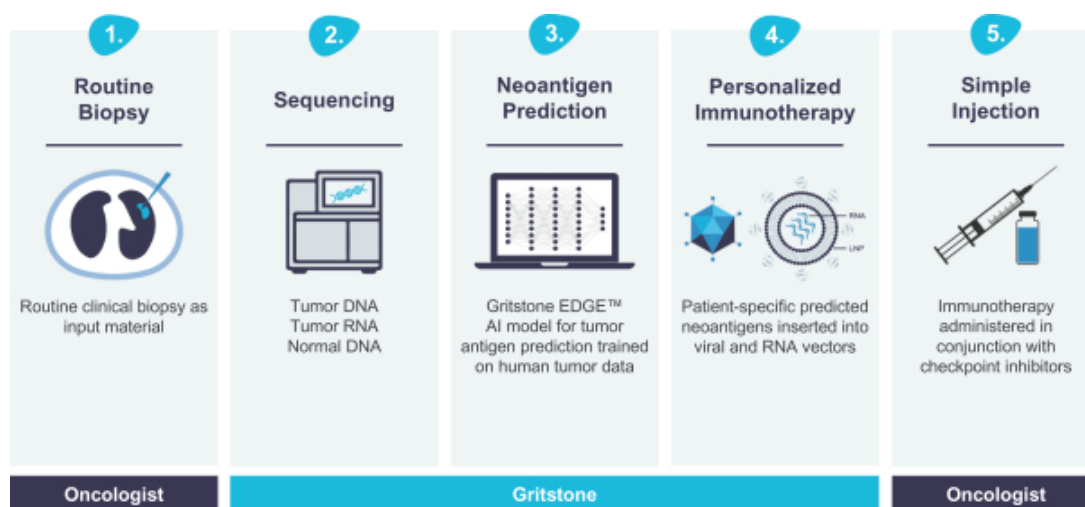 1.
Routine
Biopsy
Routine clinical biopsy as
input material
2.
Sequencing
Tumor DNA
Tumor RNA
Normal DNA
3.
Neoantigen
Prediction
Gritstone EDGE™
AI model for tumor
antigen prediction trained
on human tumor data
4.
Personalized
Immunotherapy
RNA
LNP
Patient-specific predicted
neoantigens inserted into
viral and RNA vectors
5.
Simple
Injection
Immunotherapy
administered in
conjunction with
checkpoint inhibitors
Oncologist
Gritstone
Oncologist